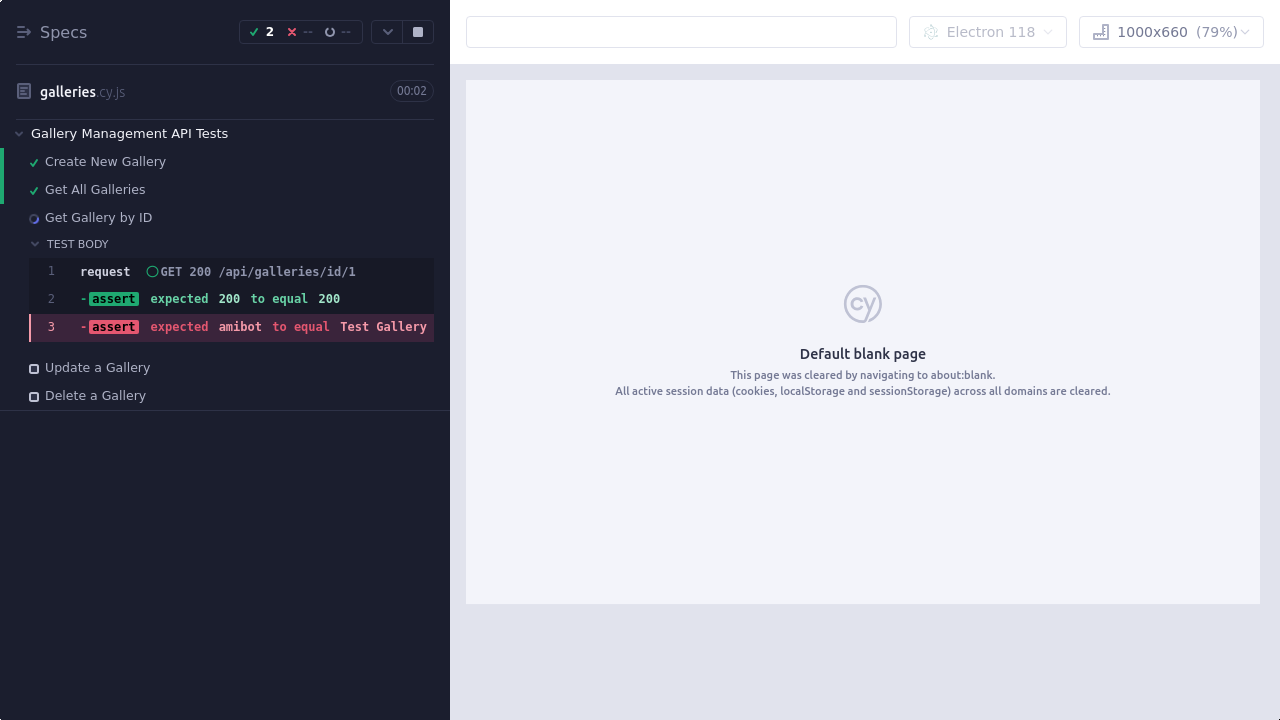 Specs
2 -- --
galleries.cy.js 00:02
Gallery Management API Tests
Create New Gallery
Get All Galleries
Get Gallery by ID
TEST BODY
1 request GET 200 /api/galleries/id/1
2 -assert expected 200 to equal 200
3 -assert expected amibot to equal Test Gallery
Update a Gallery
Delete a Gallery
Electron 118
1000x660 (79%)
cy
Default blank page
This page was cleared by navigating to about:blank.
All active session data (cookies, localStorage and sessionStorage) across all domains are cleared.